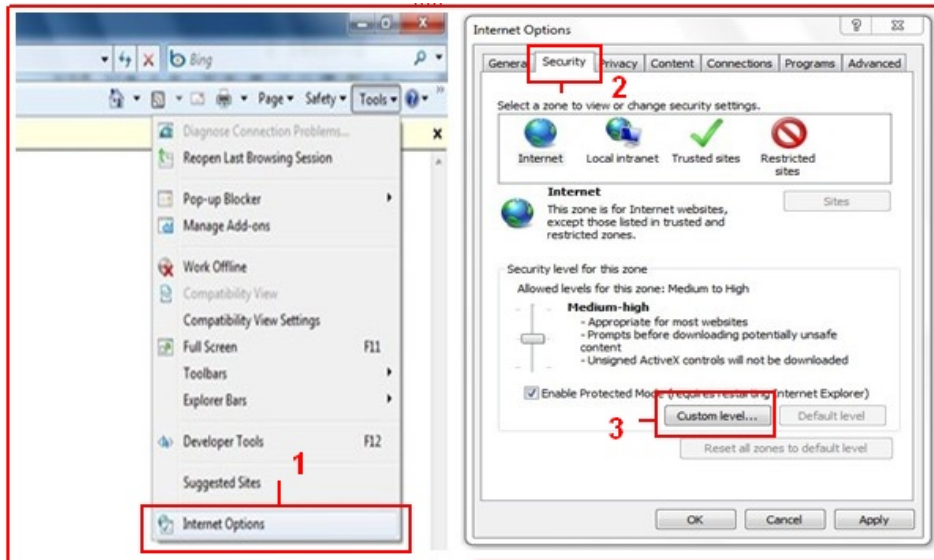 Bing
Page Safety Tools
Diagnose Connection Problems...
Reopen Last Browsing Session
Pop-up Blocker
Manage Add-ons
Work Offline
Compatibility View
Compatibility View Settings
Full Screen F11
Toolbars
Explorer Bars
Developer Tools F12
1
Suggested Sites
Internet Options
Internet Options
General Security Privacy Content Connections Programs Advanced
2
Select a zone to view or change security settings.
Internet Local intranet Trusted sites Restricted
sites
Internet
Sites
This zone is for Internet websites,
except those listed in trusted and
restricted zones.
Security level for this zone
Allowed levels for this zone: Medium to High
Medium-high
- Appropriate for most websites
- Prompts before downloading potentially unsafe
content
- Unsigned ActiveX controls will not be downloaded
Enable Protected Mode (requires restarting Internet Explorer)
3
Custom level... Default level
Reset all zones to default level
OK Cancel Apply